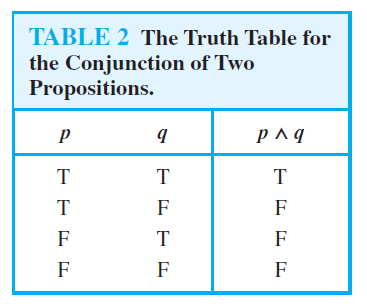 TABLE 2 The Truth Table for
the Conjunction of Two
Propositions.
p q p ∧ q
T T T
T F F
F T F
F F F